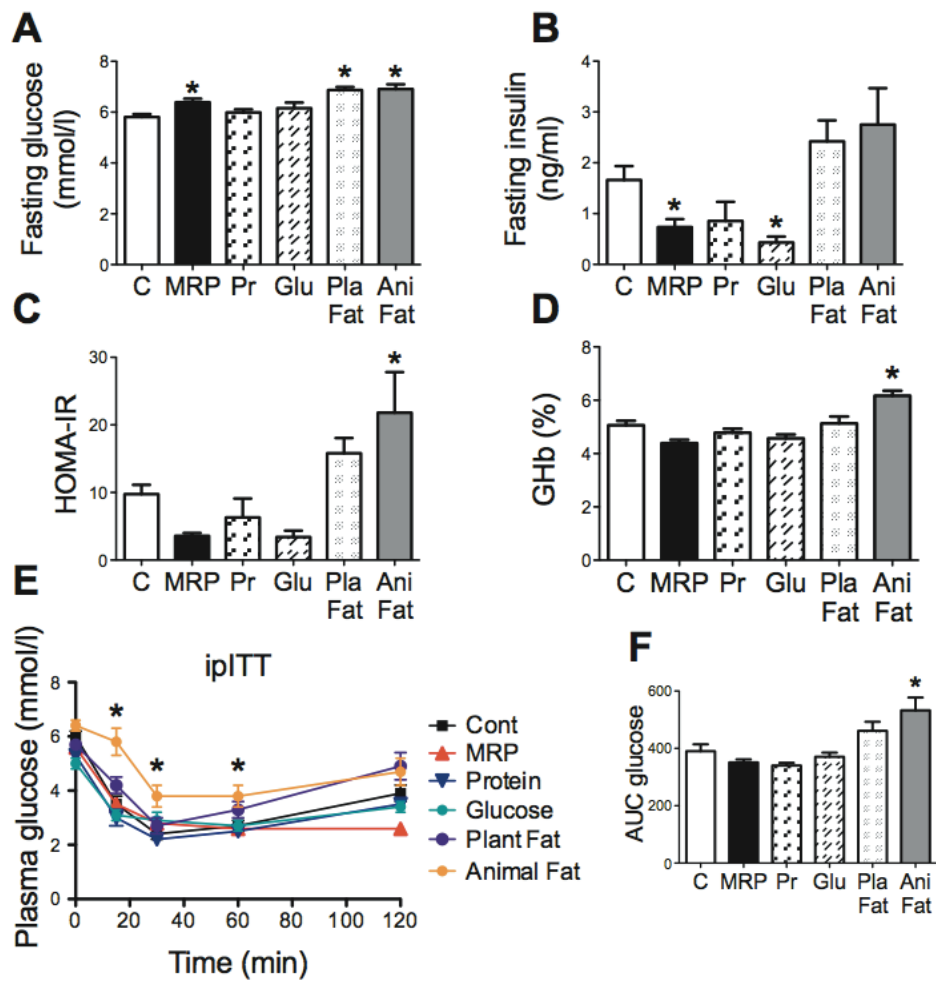 A
Fasting glucose
(mmol/l)
8
6
4
2
0
*
*
*
C MRP Pr Glu Pla Ani
Fat Fat
B
Fasting insulin
(ng/ml)
4
3
2
1
0
*
*
C MRP Pr Glu Pla Ani
Fat Fat
C
HOMA-IR
30
20
10
0
*
C MRP Pr Glu Pla Ani
Fat Fat
D
GHb (%)
8
6
4
2
0
*
C MRP Pr Glu Pla Ani
Fat Fat
E
ipITT
Plasma glucose (mmol/l)
8
6
4
2
0
* * *
0 20 40 60 80 100 120
Time (min)
Cont
MRP
Protein
Glucose
Plant Fat
Animal Fat
F
AUC glucose
600
400
200
0
*
C MRP Pr Glu Pla Ani
Fat Fat